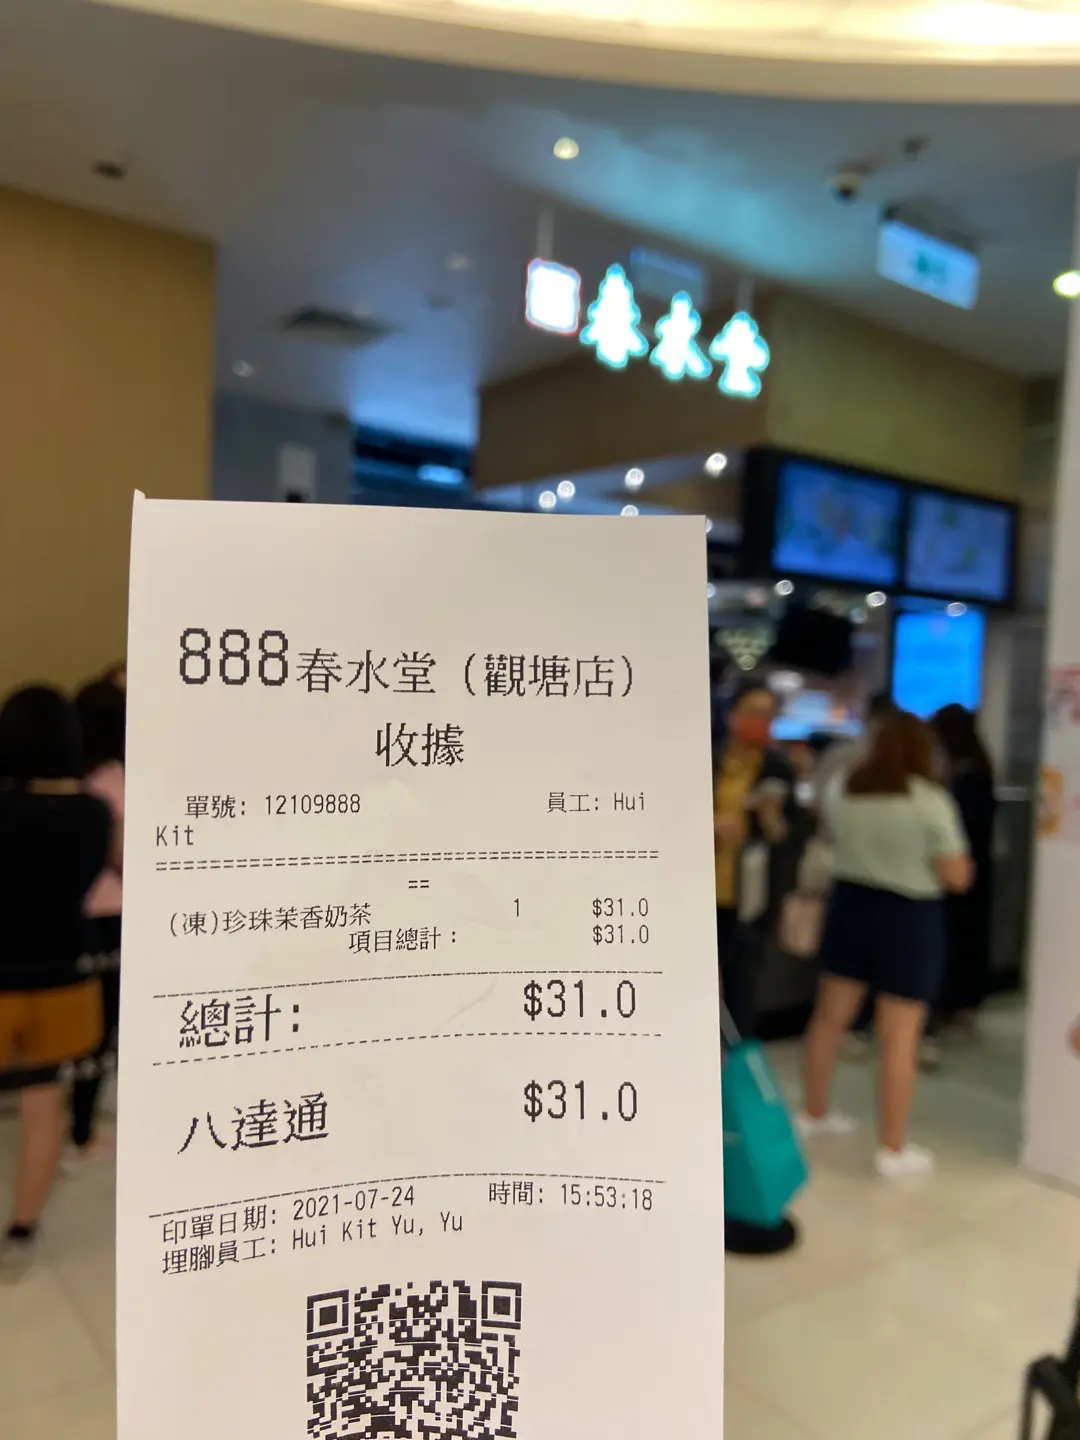 春水堂
888春水堂（觀塘店）
收據
單號: 12109888 員工: Hui
Kit
=====================================
==
(凍)珍珠茉香奶茶 1 $31.0
項目總計： $31.0
總計: $31.0
八達通 $31.0
印單日期: 2021-07-24 時間: 15:53:18
埋腳員工: Hui Kit Yu, Yu